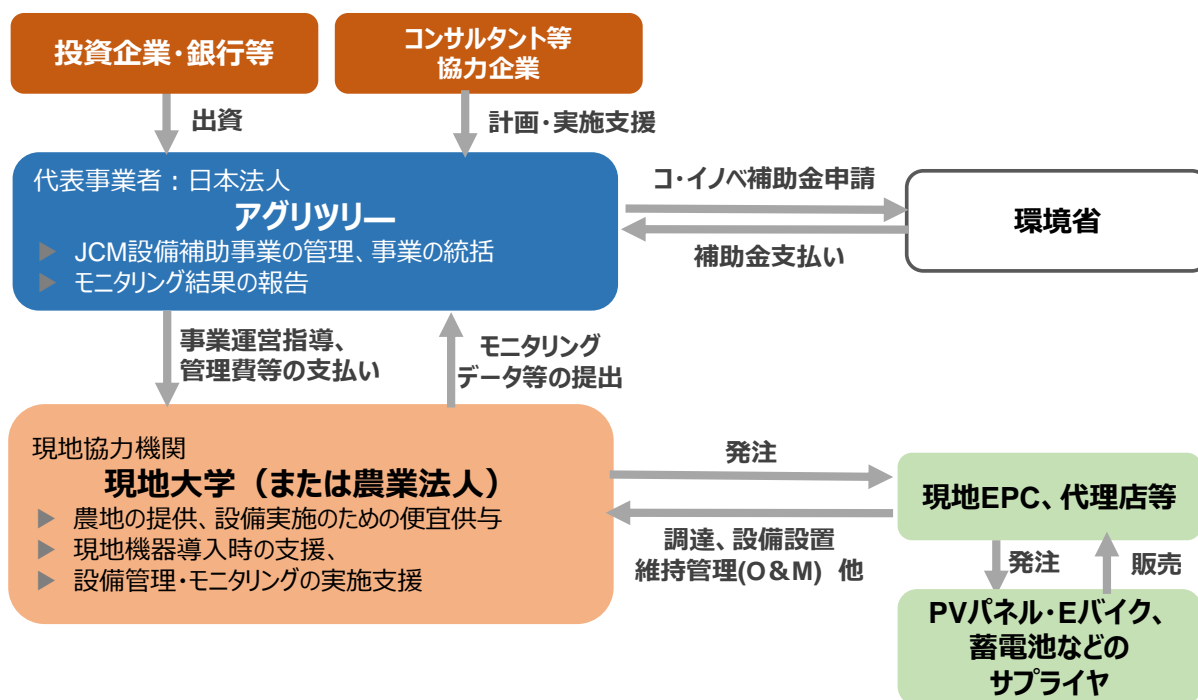 投資企業・銀行等
コンサルタント等
協力企業
出資
計画・実施支援
代表事業者：日本法人
アグリツリー
▶ JCM設備補助事業の管理、事業の統括
▶ モニタリング結果の報告
コ・イノベ補助金申請
補助金支払い
環境省
事業運営指導、
管理費等の支払い
モニタリング
データ等の提出
現地協力機関
現地大学（または農業法人）
▶ 農地の提供、設備実施のための便宜供与
▶ 現地機器導入時の支援、
▶ 設備管理・モニタリングの実施支援
発注
調達、設備設置
維持管理(O＆M) 他
現地EPC、代理店等
発注
販売
PVパネル・Eバイク、
蓄電池などの
サプライヤ